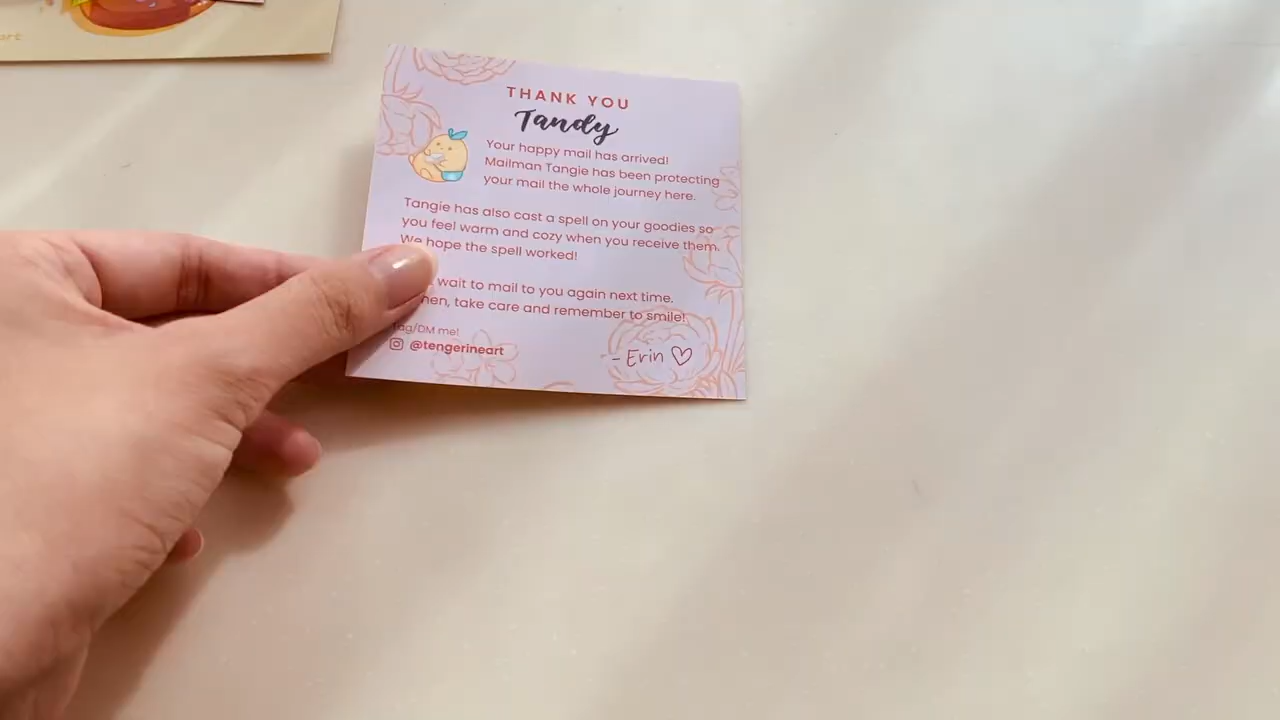 art
THANK YOU
Tandy
Your happy mail has arrived!
Mailman Tangie has been protecting
your mail the whole journey here.
Tangie has also cast a spell on your goodies so
you feel warm and cozy when you receive them.
We hope the spell worked!
wait to mail to you again next time.
then, take care and remember to smile!
Tag/DM me!
@tengerineart
- Erin ♡